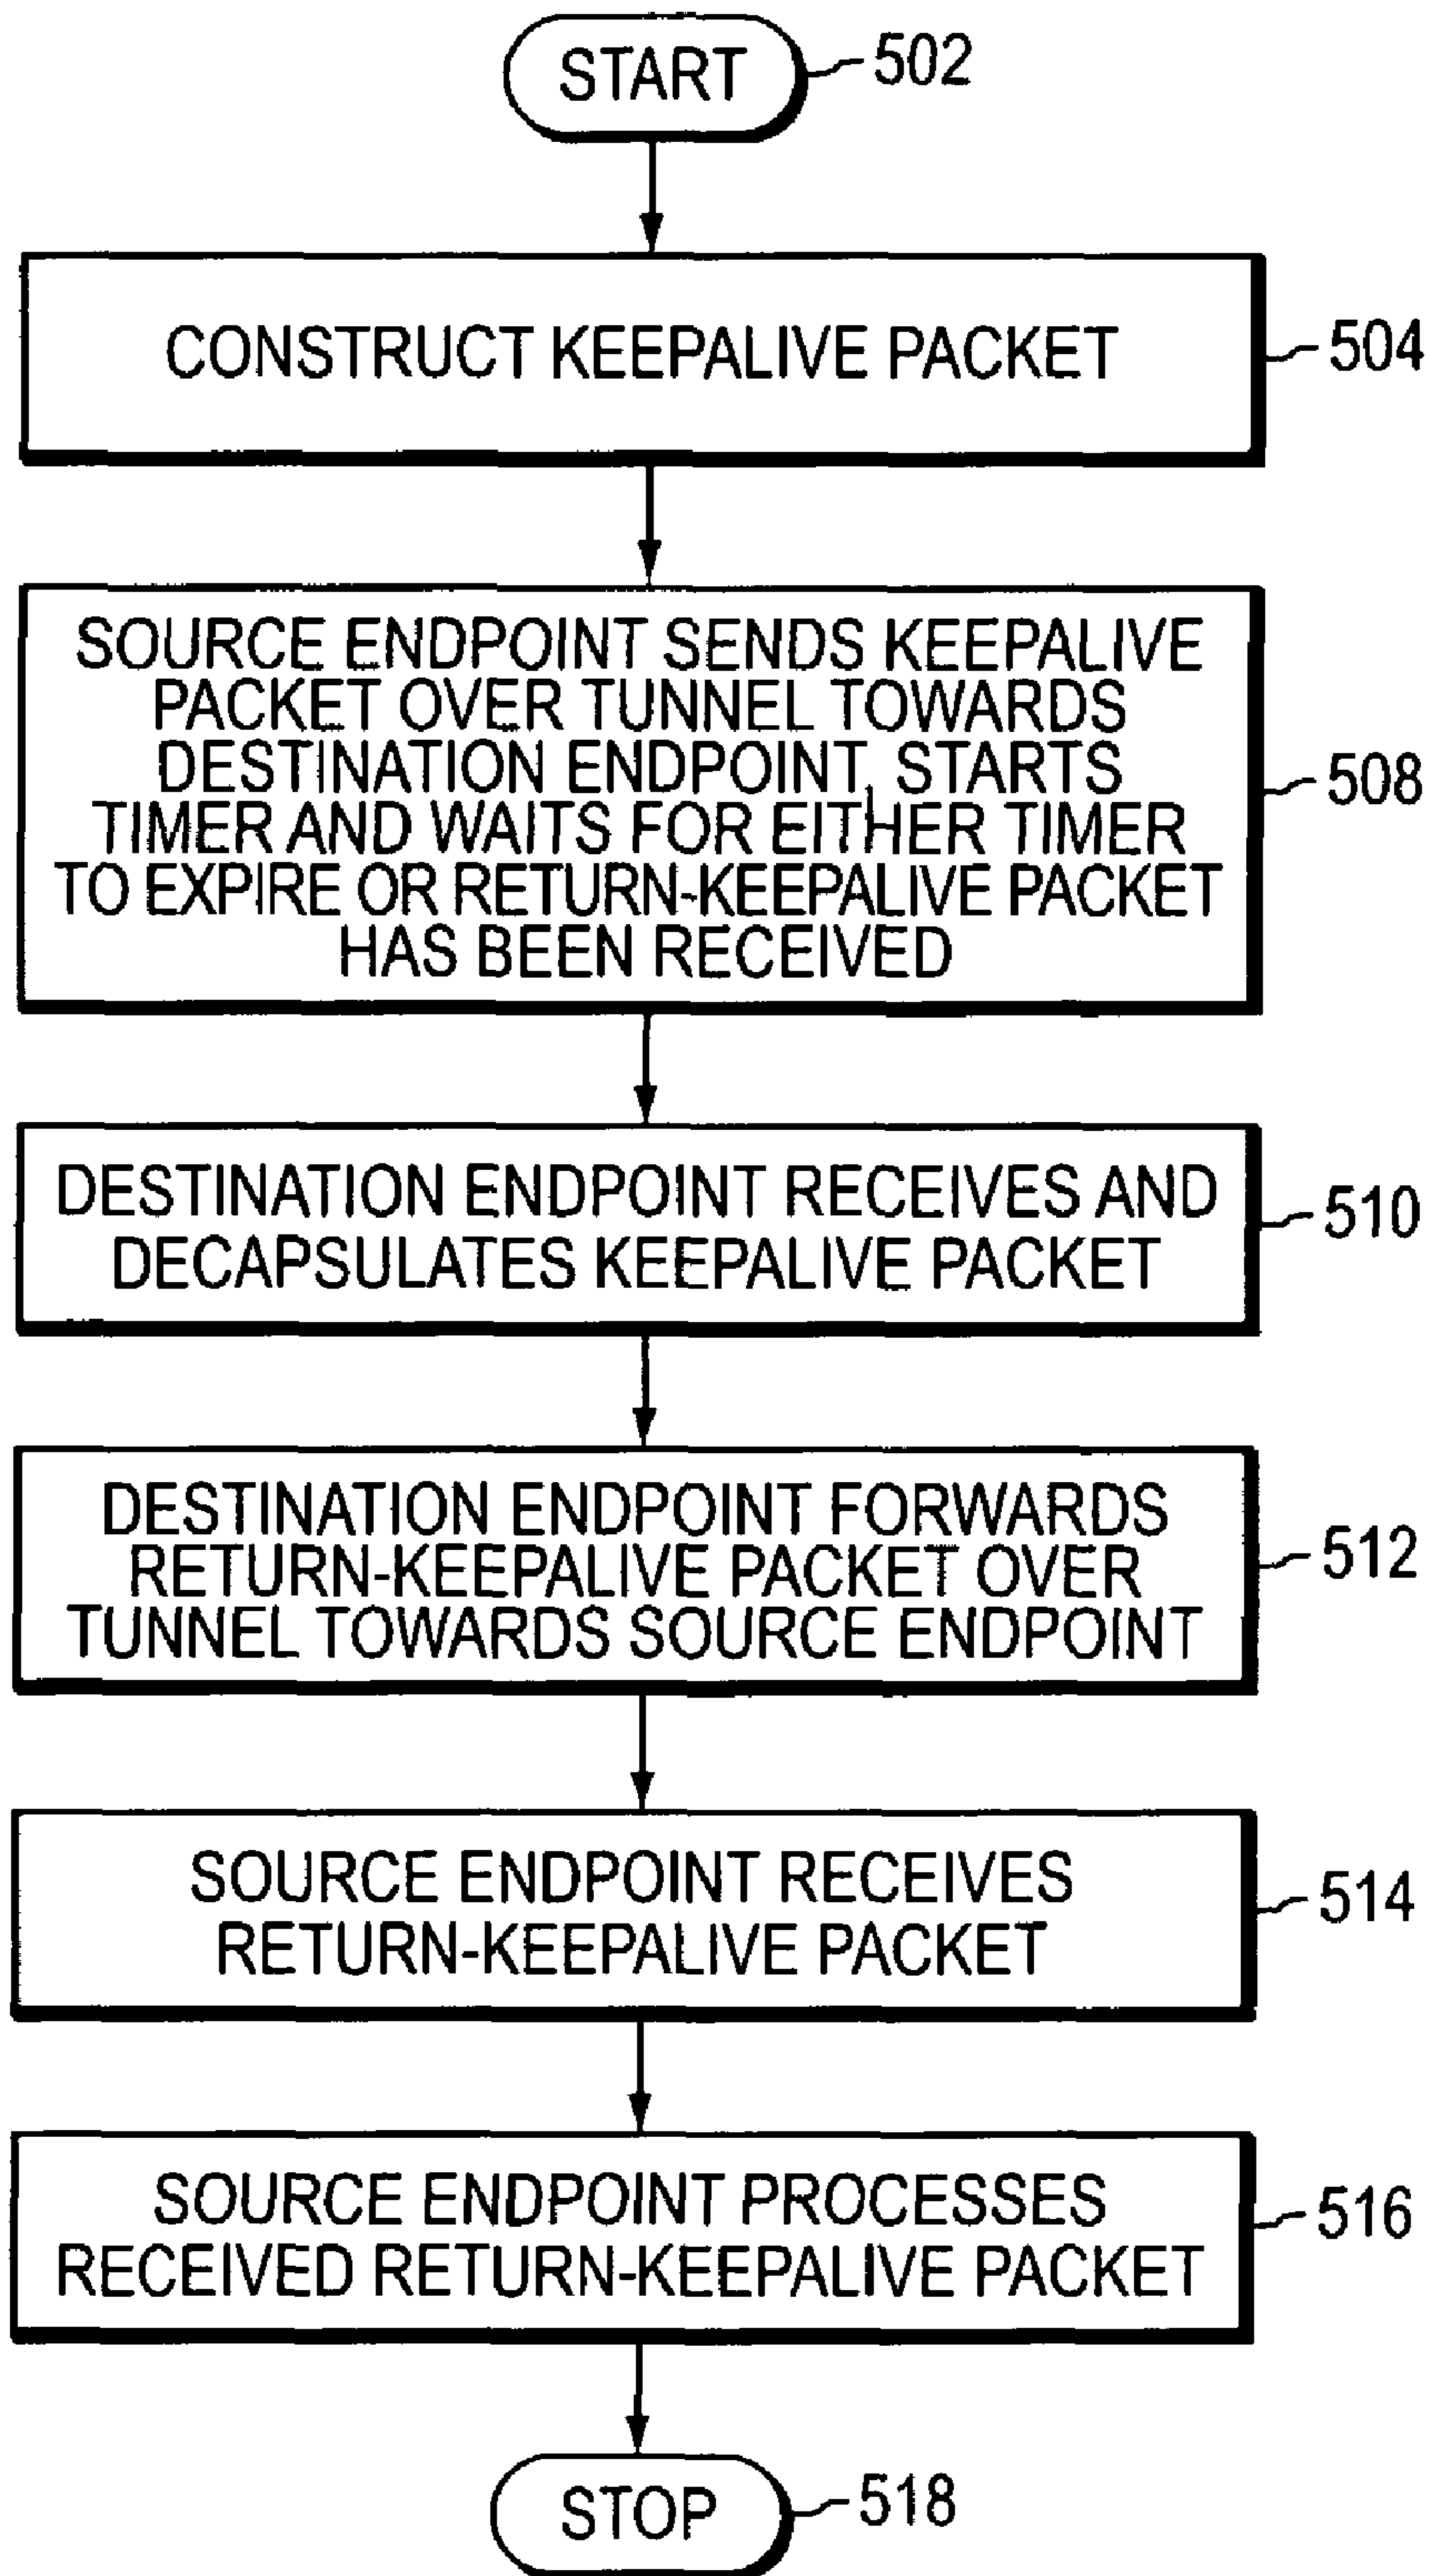 START
502
CONSTRUCT KEEPALIVE PACKET
504
SOURCE ENDPOINT SENDS KEEPALIVE
PACKET OVER TUNNEL TOWARDS
DESTINATION ENDPOINT, STARTS
TIMER AND WAITS FOR EITHER TIMER
TO EXPIRE OR RETURN-KEEPALIVE PACKET
HAS BEEN RECEIVED
508
DESTINATION ENDPOINT RECEIVES AND
DECAPSULATES KEEPALIVE PACKET
510
DESTINATION ENDPOINT FORWARDS
RETURN-KEEPALIVE PACKET OVER
TUNNEL TOWARDS SOURCE ENDPOINT
512
SOURCE ENDPOINT RECEIVES
RETURN-KEEPALIVE PACKET
514
SOURCE ENDPOINT PROCESSES
RECEIVED RETURN-KEEPALIVE PACKET
516
STOP
518